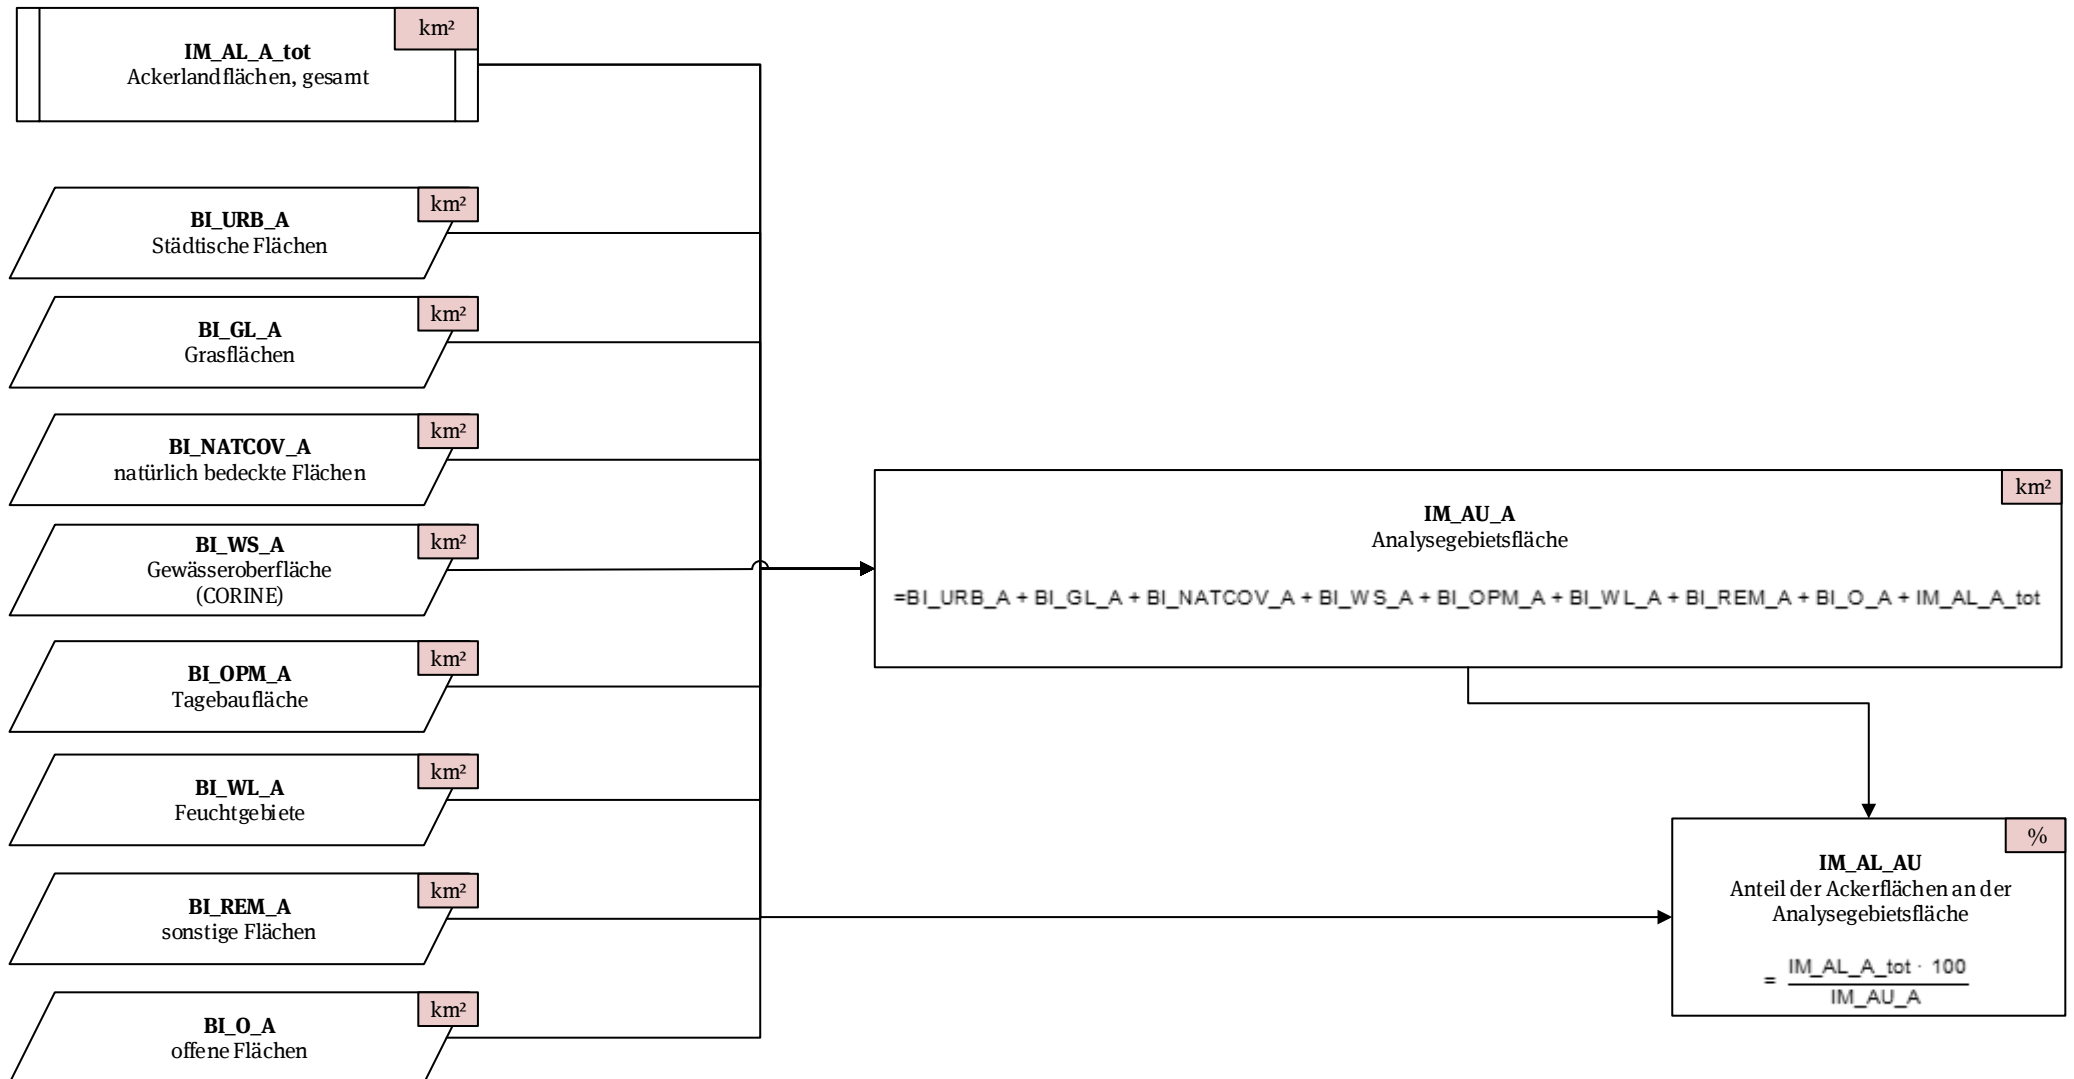 km²
IM_AL_A_tot
Ackerlandflächen, gesamt
km²
BI_URB_A
Städtische Flächen
km²
BI_GL_A
Grasflächen
km²
BI_NATCOV_A
natürlich bedeckte Flächen
km²
BI_WS_A
Gewässeroberfläche
(CORINE)
km²
BI_OPM_A
Tagebaufläche
km²
BI_WL_A
Feuchtgebiete
km²
BI_REM_A
sonstige Flächen
km²
BI_O_A
offene Flächen
km²
IM_AU_A
Analysegebietsfläche
=BI_URB_A + BI_GL_A + BI_NATCOV_A + BI_WS_A + BI_OPM_A + BI_WL_A + BI_REM_A + BI_O_A + IM_AL_A_tot
%
IM_AL_AU
Anteil der Ackerflächen an der
Analysegebietsfläche
= IM_AL_A_tot · 100
IM_AU_A